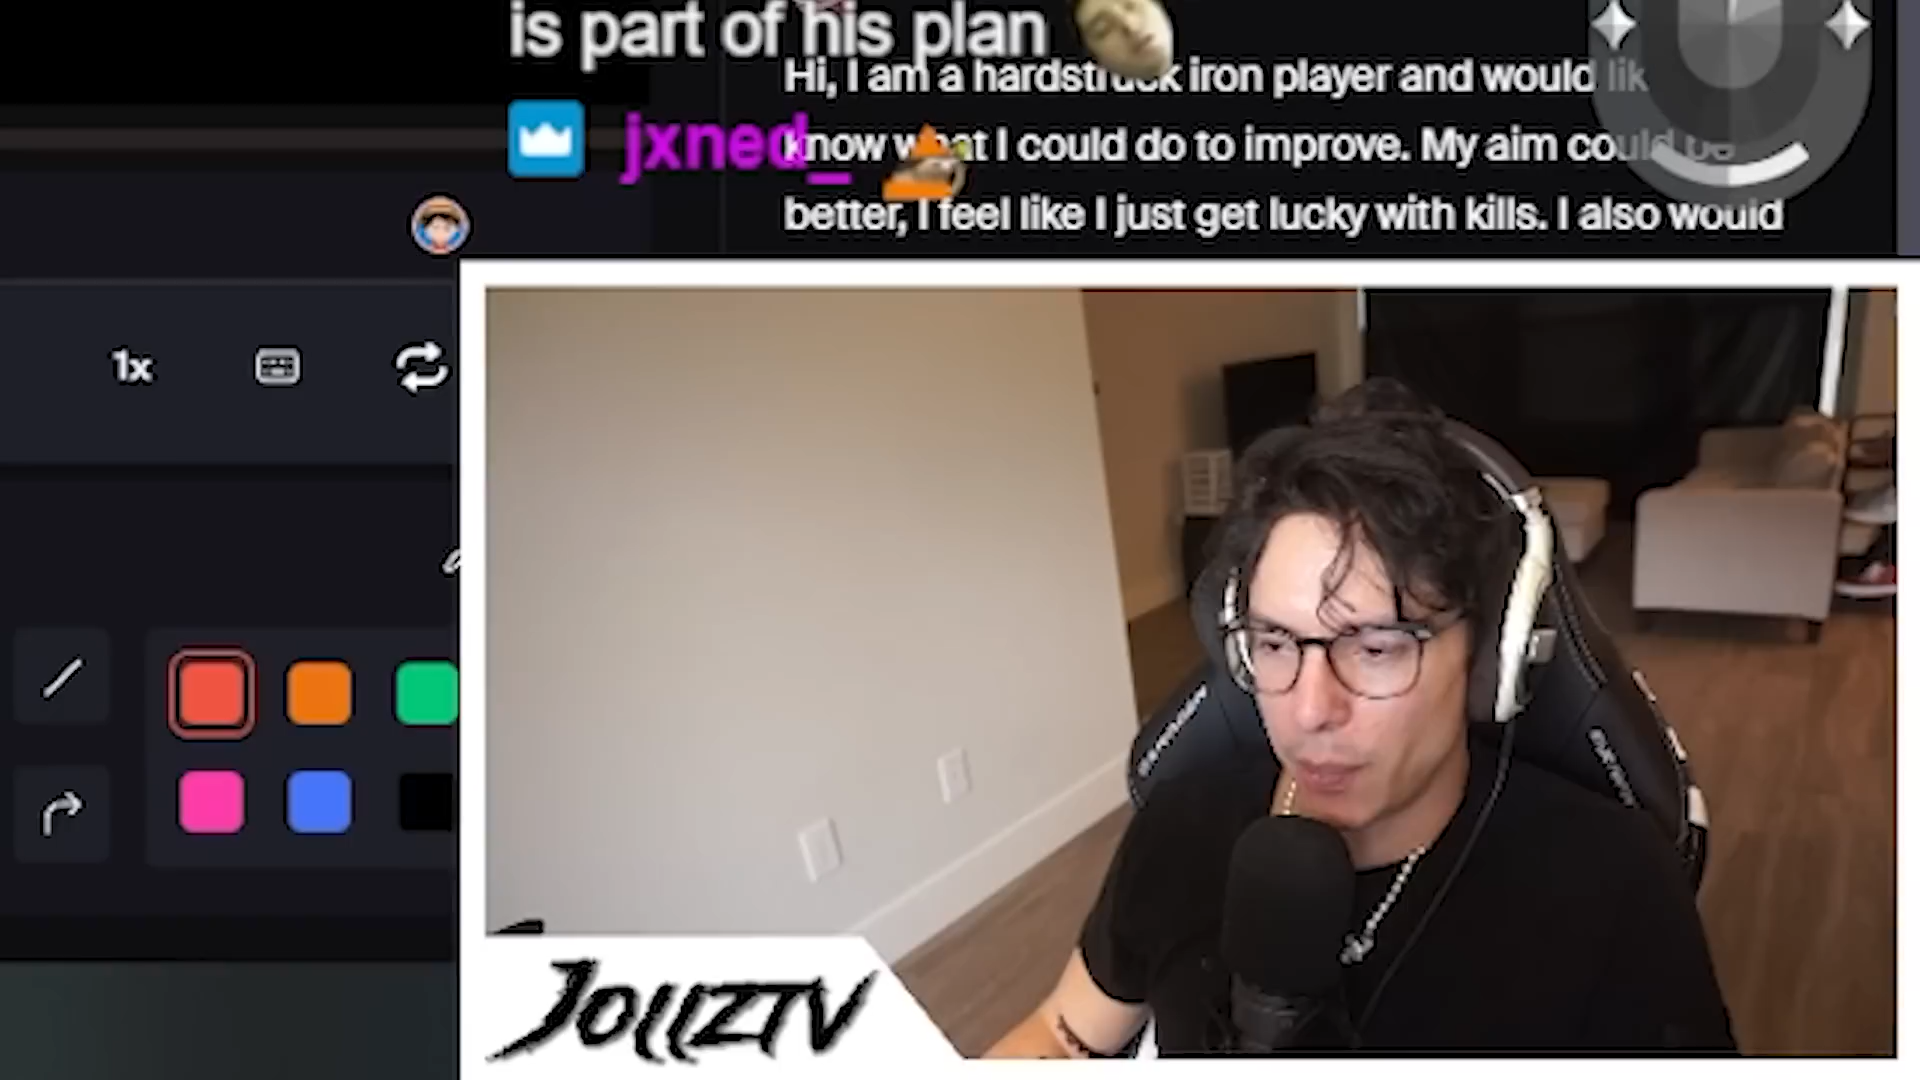 is part of his plan
Hi, I am a hardstruck iron player and would lik
jxned_
know what I could do to improve. My aim could be
better, I feel like I just get lucky with kills. I also would
1x
JOLLZTV